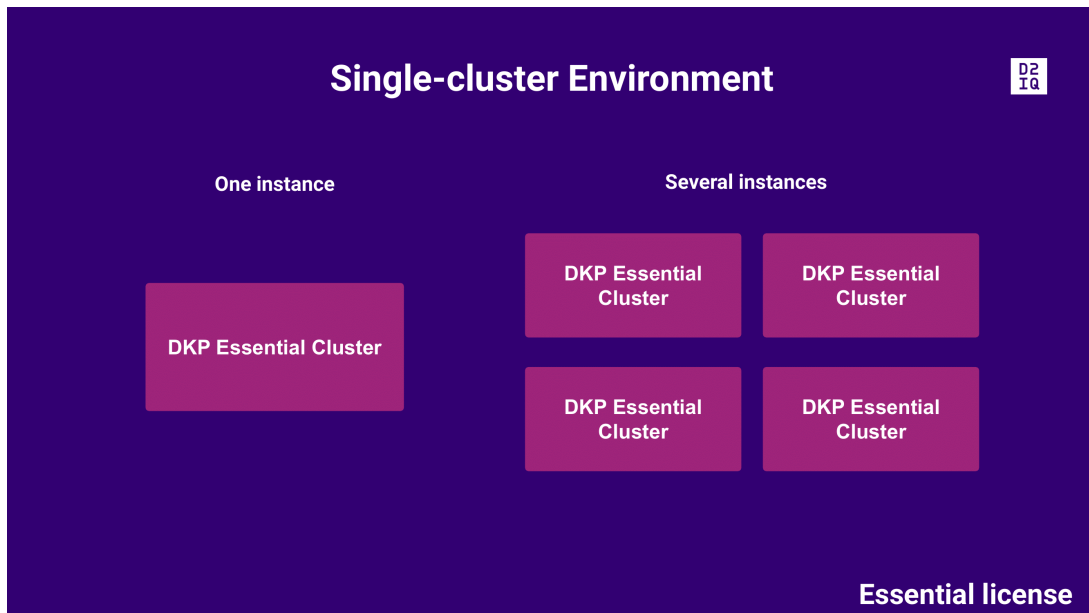 Single-cluster Environment
D2
IQ
One instance
Several instances
DKP Essential Cluster
DKP Essential
Cluster
DKP Essential
Cluster
DKP Essential
Cluster
DKP Essential
Cluster
Essential license